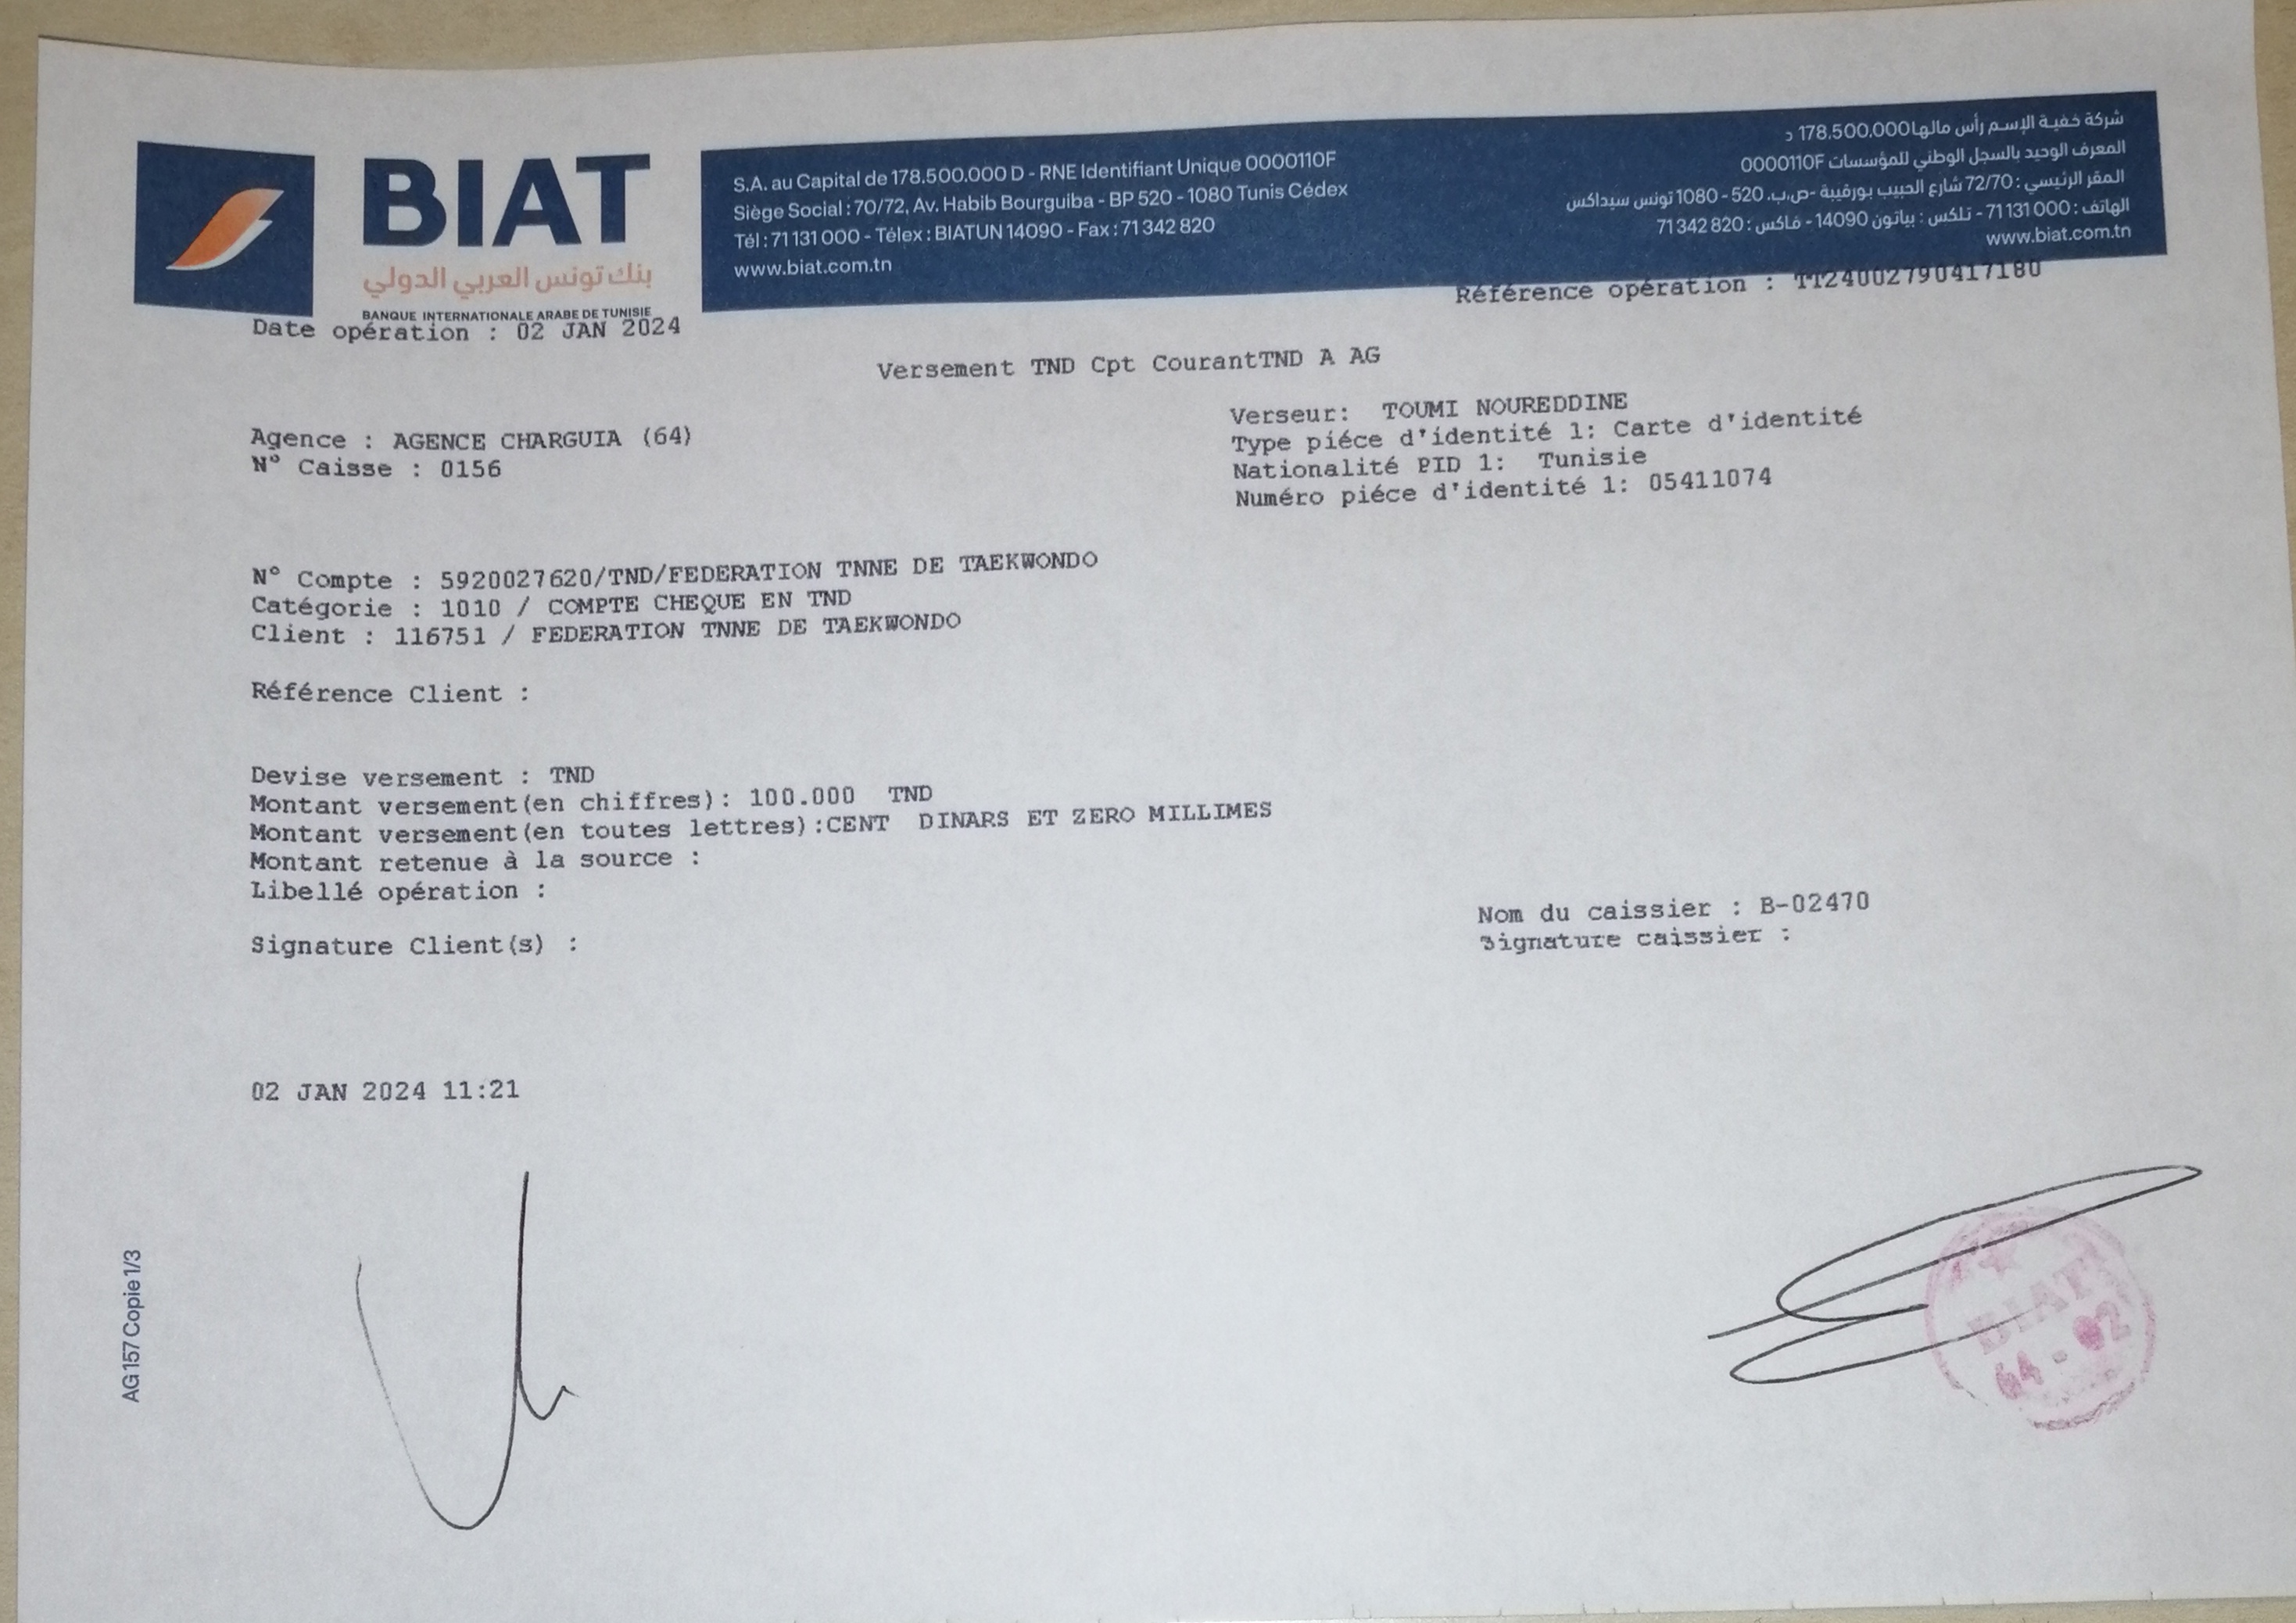 BIAT
بنك تونس العربي الدولي
BANQUE INTERNATIONALE ARABE DE TUNISIE
S.A. au Capital de 178.500.000 D - RNE Identifiant Unique 0000110F
Siège Social : 70/72, Av. Habib Bourguiba - BP 520 - 1080 Tunis Cédex
Tél : 71 131 000 - Télex : BIATUN 14090 - Fax : 71 342 820
www.biat.com.tn
شركة خفية الإسم رأس مالها 178.500.000 د
المعرف الوحيد بالسجل الوطني للمؤسسات 0000110F
المقر الرئيسي : 72/70 شارع الحبيب بورقيبة -ص.ب. 520 - 1080 تونس سيداكس
الهاتف : 71 131 000 - تلكس : بياتون 14090 - فاكس : 71 342 820
www.biat.com.tn
Référence opération : TT24002790417180
Date opération : 02 JAN 2024
Versement TND Cpt CourantTND A AG
Agence : AGENCE CHARGUIA (64)
N° Caisse : 0156
Verseur: TOUMI NOUREDDINE
Type piéce d'identité 1: Carte d'identité
Nationalité PID 1: Tunisie
Numéro piéce d'identité 1: 05411074
N° Compte : 5920027620/TND/FEDERATION TNNE DE TAEKWONDO
Catégorie : 1010 / COMPTE CHEQUE EN TND
Client : 116751 / FEDERATION TNNE DE TAEKWONDO
Référence Client :
Devise versement : TND
Montant versement(en chiffres): 100.000 TND
Montant versement(en toutes lettres):CENT DINARS ET ZERO MILLIMES
Montant retenue à la source :
Libellé opération :
Nom du caissier : B-02470
Signature caissier :
Signature Client(s) :
02 JAN 2024 11:21
AG 157 Copie 1/3
BIAT
64 - 02